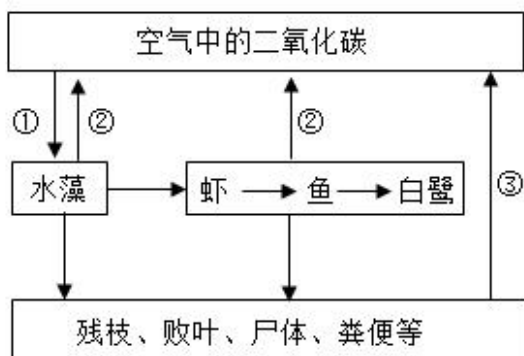 空气中的二氧化碳
① ② ② ③
水藻 虾 鱼 白鹭
残枝、败叶、尸体、粪便等